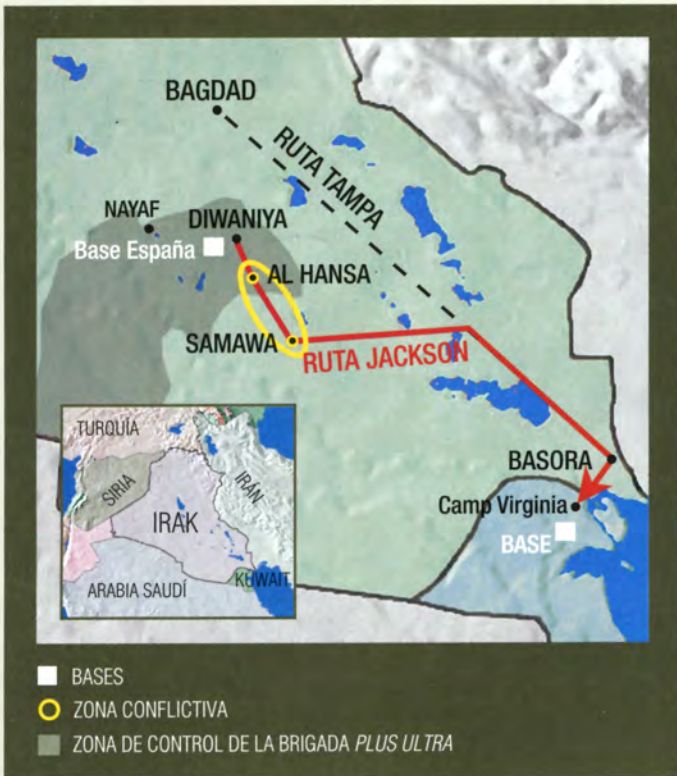 BAGDAD
RUTA TAMPA
NAYAF
DIWANIYA
Base España
AL HANSA
SAMAWA
RUTA JACKSON
BASORA
Camp Virginia
BASE
TURQUÍA
SIRIA
IRÁN
IRAK
ARABIA SAUDÍ
KUWAIT
BASES
ZONA CONFLICTIVA
ZONA DE CONTROL DE LA BRIGADA PLUS ULTRA